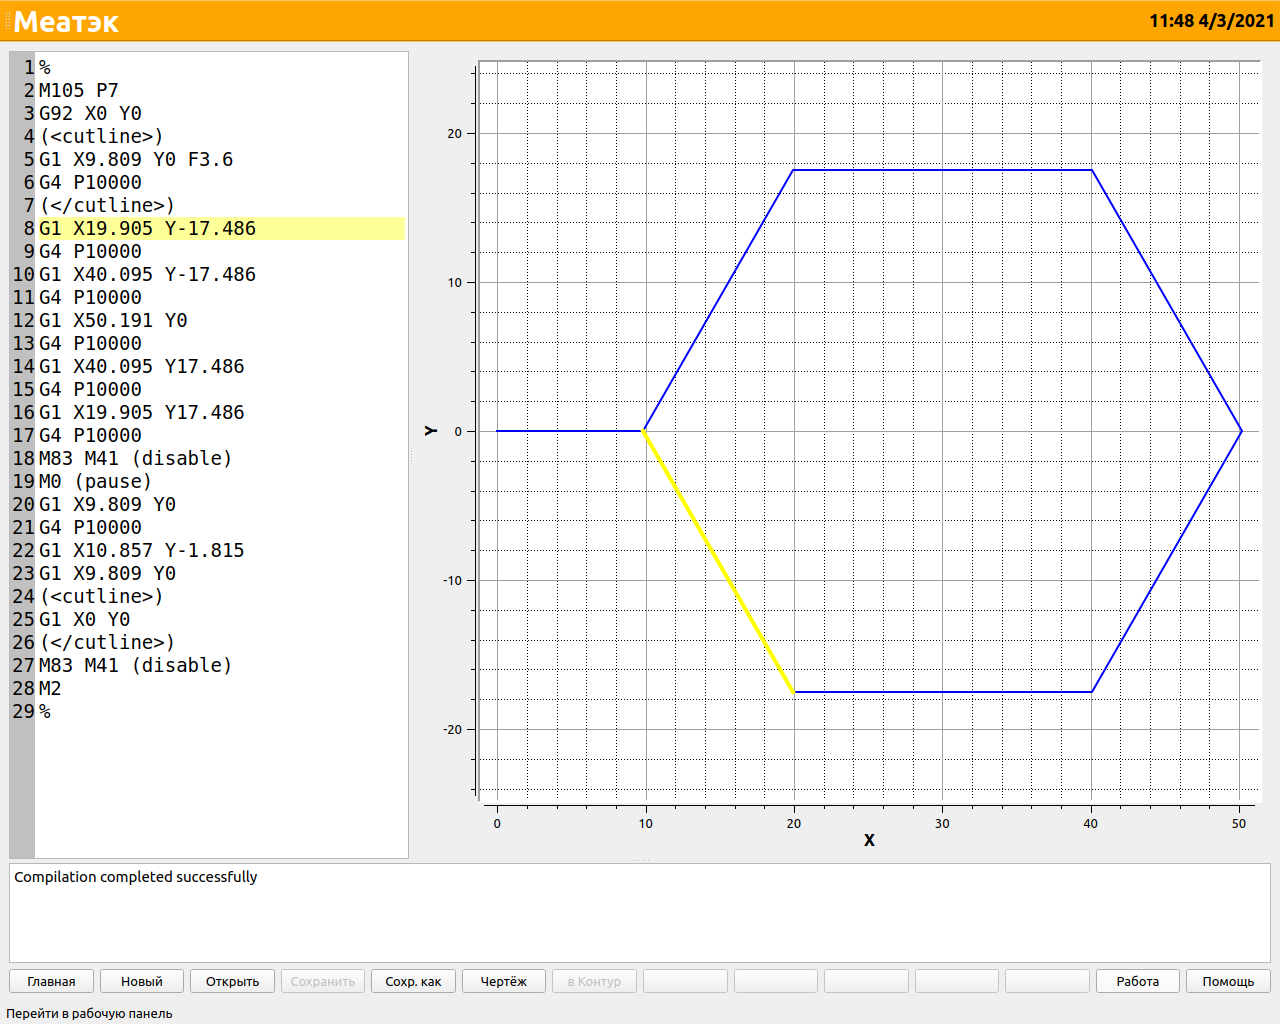 Меатэк
11:48 4/3/2021
1 %
2 M105 P7
3 G92 X0 Y0
4 (<cutline>)
5 G1 X9.809 Y0 F3.6
6 G4 P10000
7 (</cutline>)
8 G1 X19.905 Y-17.486
9 G4 P10000
10 G1 X40.095 Y-17.486
11 G4 P10000
12 G1 X50.191 Y0
13 G4 P10000
14 G1 X40.095 Y17.486
15 G4 P10000
16 G1 X19.905 Y17.486
17 G4 P10000
18 M83 M41 (disable)
19 M0 (pause)
20 G1 X9.809 Y0
21 G4 P10000
22 G1 X10.857 Y-1.815
23 G1 X9.809 Y0
24 (<cutline>)
25 G1 X0 Y0
26 (</cutline>)
27 M83 M41 (disable)
28 M2
29 %
20
10
0
-10
-20
Y
0 10 20 30 40 50
X
Compilation completed successfully
Главная Новый Открыть Сохранить Сохр. как Чертёж в Контур Работа Помощь
Перейти в рабочую панель